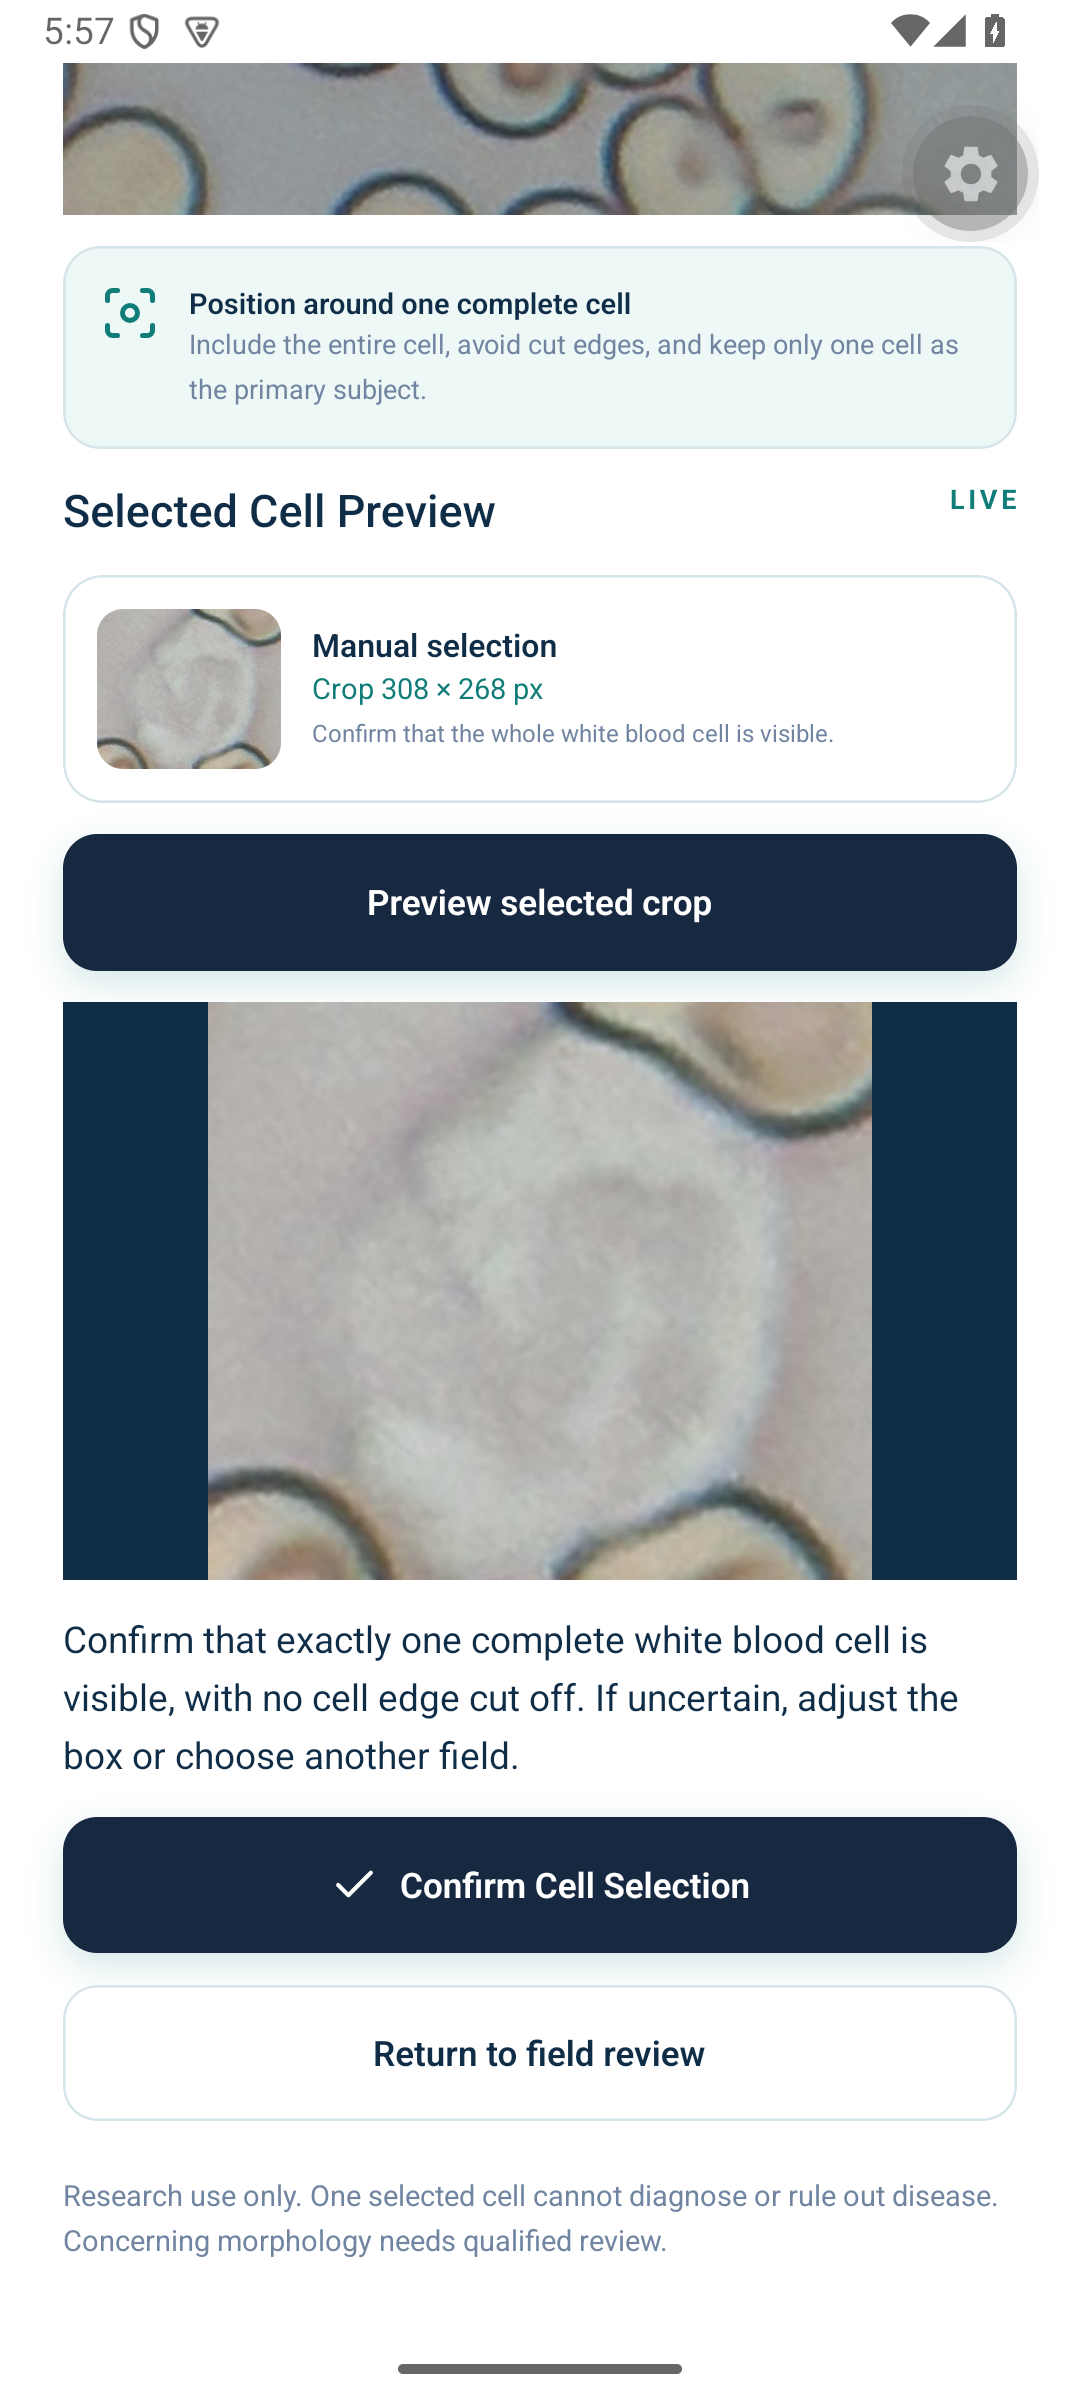 5:57
Position around one complete cell
Include the entire cell, avoid cut edges, and keep only one cell as
the primary subject.
Selected Cell Preview
LIVE
Manual selection
Crop 308 × 268 px
Confirm that the whole white blood cell is visible.
Preview selected crop
Confirm that exactly one complete white blood cell is
visible, with no cell edge cut off. If uncertain, adjust the
box or choose another field.
Confirm Cell Selection
Return to field review
Research use only. One selected cell cannot diagnose or rule out disease.
Concerning morphology needs qualified review.